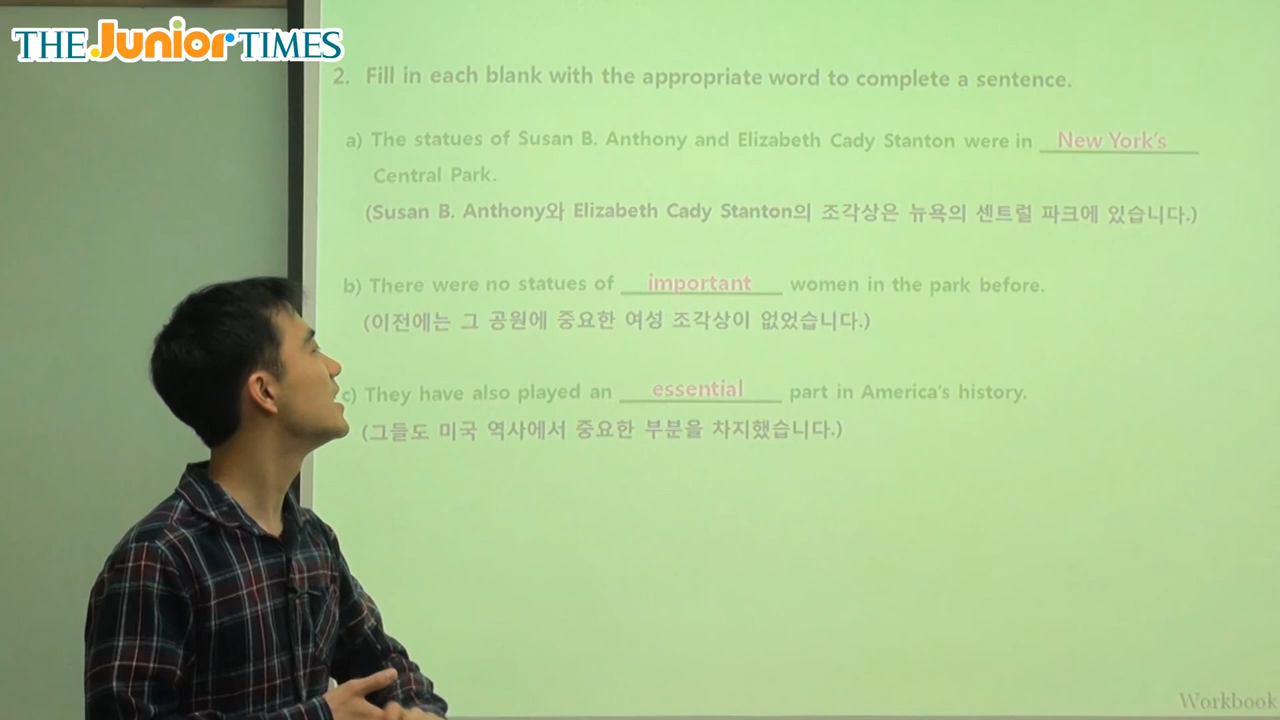 THE Junior TIMES
2. Fill in each blank with the appropriate word to complete a sentence.
a) The statues of Susan B. Anthony and Elizabeth Cady Stanton were in New York's
Central Park.
(Susan B. Anthony와 Elizabeth Cady Stanton의 조각상은 뉴욕의 센트럴 파크에 있습니다.)
b) There were no statues of important women in the park before.
(이전에는 그 공원에 중요한 여성 조각상이 없었습니다.)
c) They have also played an essential part in America's history.
(그들도 미국 역사에서 중요한 부분을 차지했습니다.)
Workbook